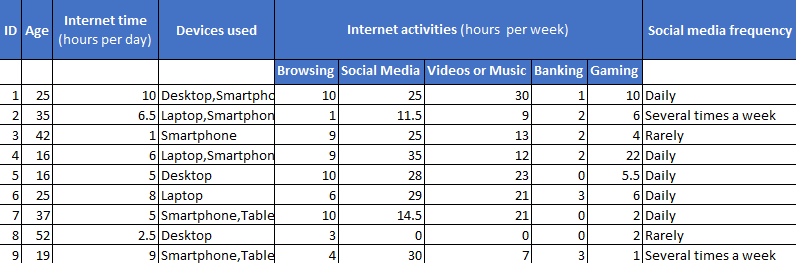 ID Age Internet time (hours per day) Devices used Internet activities (hours per week) Social media frequency
Browsing Social Media Videos or Music Banking Gaming
1 25 10 Desktop,Smartpho 10 25 30 1 10 Daily
2 35 6.5 Laptop,Smartphon 1 11.5 9 2 6 Several times a week
3 42 1 Smartphone 9 25 13 2 4 Rarely
4 16 6 Laptop,Smartphon 9 35 12 2 22 Daily
5 16 5 Desktop 10 28 23 0 5.5 Daily
6 25 8 Laptop 6 29 21 3 6 Daily
7 37 5 Smartphone,Table 10 14.5 21 0 2 Daily
8 52 2.5 Desktop 3 0 0 0 2 Rarely
9 19 9 Smartphone,Table 4 30 7 3 1 Several times a week